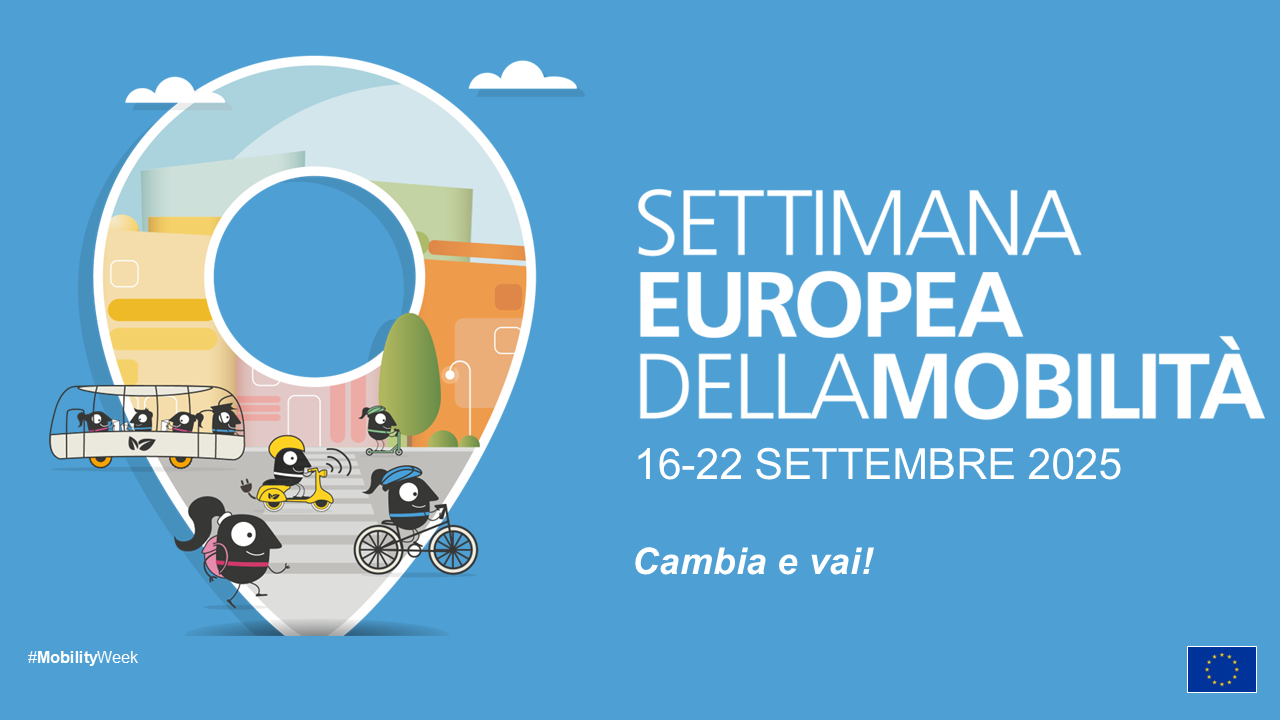 SETTIMANA
EUROPEA
DELLAMOBILITÀ
16-22 SETTEMBRE 2025
Cambia e vai!
#MobilityWeek